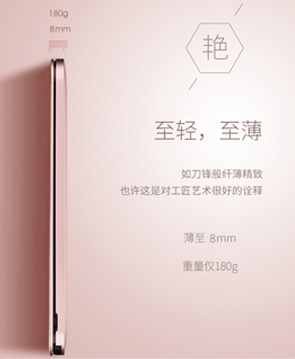 180g
8mm
艳
至轻，至薄
如刀锋般纤薄精致
也许这是对工匠艺术很好的诠释
薄至 8mm
重量仅180g